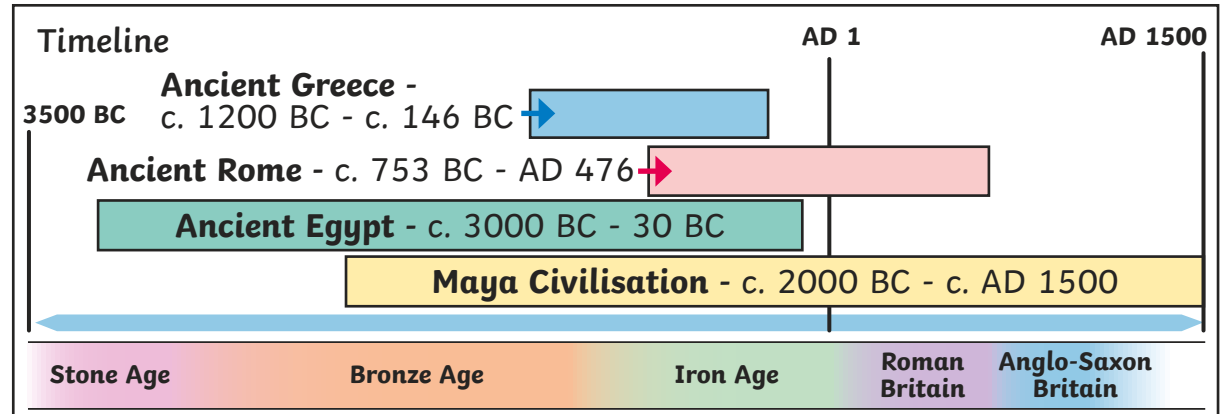 Timeline
AD 1
AD 1500
Ancient Greece -
3500 BC
c. 1200 BC - c. 146 BC
Ancient Rome - c. 753 BC - AD 476
Ancient Egypt - c. 3000 BC - 30 BC
Maya Civilisation - c. 2000 BC - c. AD 1500
Stone Age
Bronze Age
Iron Age
Roman
Britain
Anglo-Saxon
Britain